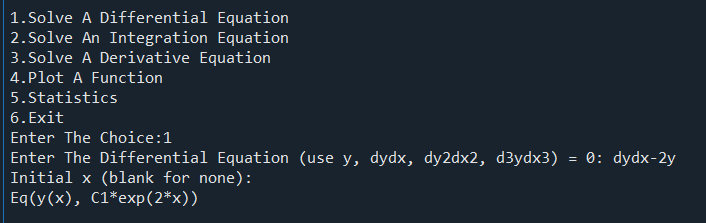 1.Solve A Differential Equation
2.Solve An Integration Equation
3.Solve A Derivative Equation
4.Plot A Function
5.Statistics
6.Exit
Enter The Choice:1
Enter The Differential Equation (use y, dydx, dy2dx2, d3ydx3) = 0: dydx-2y
Initial x (blank for none):
Eq(y(x), C1*exp(2*x))